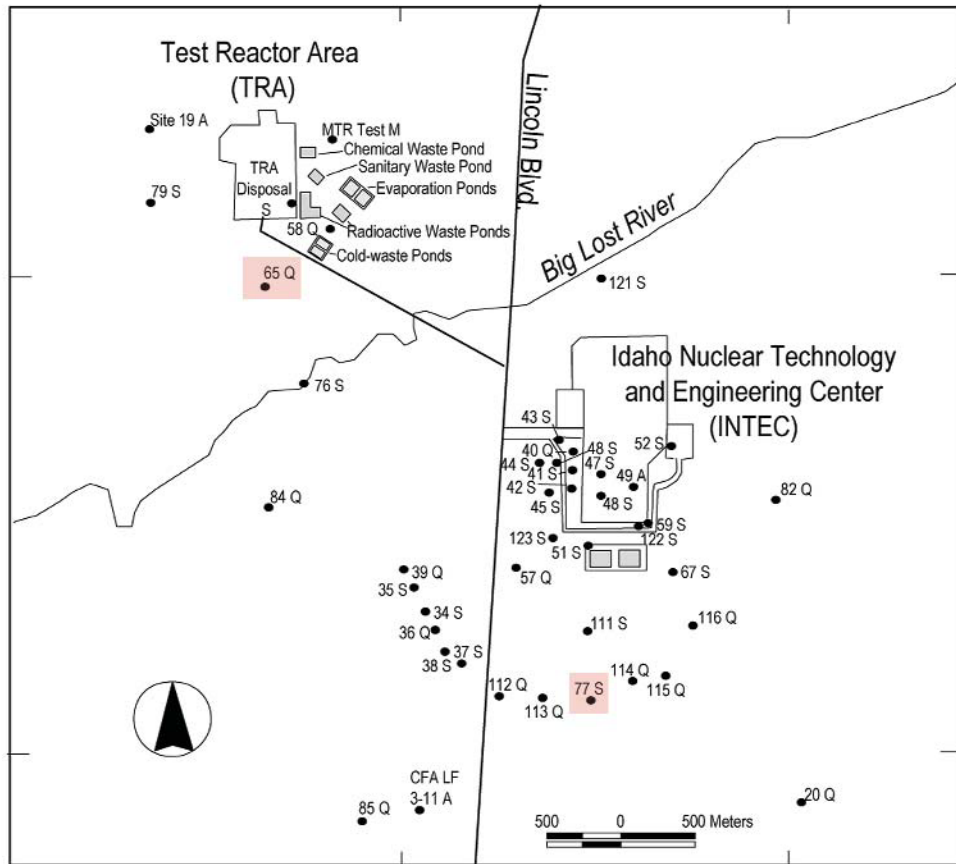 Test Reactor Area
(TRA)
Site 19 A
MTR Test M
Chemical Waste Pond
Sanitary Waste Pond
Evaporation Ponds
TRA
Disposal
S
79 S
58 Q
Radioactive Waste Ponds
Cold-waste Ponds
65 Q
Lincoln Blvd.
Big Lost River
121 S
76 S
Idaho Nuclear Technology
and Engineering Center
(INTEC)
43 S
40 Q
48 S
52 S
44 S
41 S
47 S
49 A
42 S
48 S
45 S
84 Q
82 Q
59 S
122 S
123 S
51 S
39 Q
57 Q
67 S
35 S
34 S
36 Q
111 S
116 Q
37 S
38 S
114 Q
115 Q
112 Q
113 Q
77 S
CFA LF
3-11 A
85 Q
20 Q
500 0 500 Meters